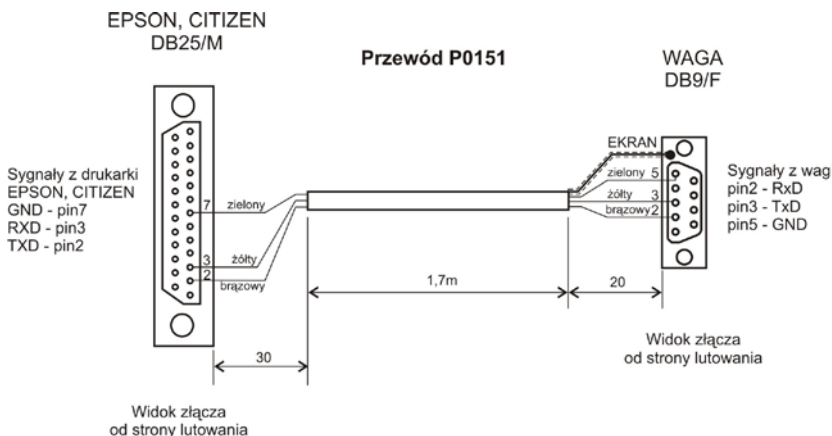 EPSON, CITIZEN
DB25/M
Przewód P0151
WAGA
DB9/F
Sygnały z drukarki
EPSON, CITIZEN
GND - pin7
RXD - pin3
TXD - pin2
7 zielony
3 żółty
2 brązowy
EKRAN
zielony 5
żółty 3
brązowy 2
Sygnały z wag
pin2 - RxD
pin3 - TxD
pin5 - GND
1,7m
20
30
Widok złącza
od strony lutowania
Widok złącza
od strony lutowania